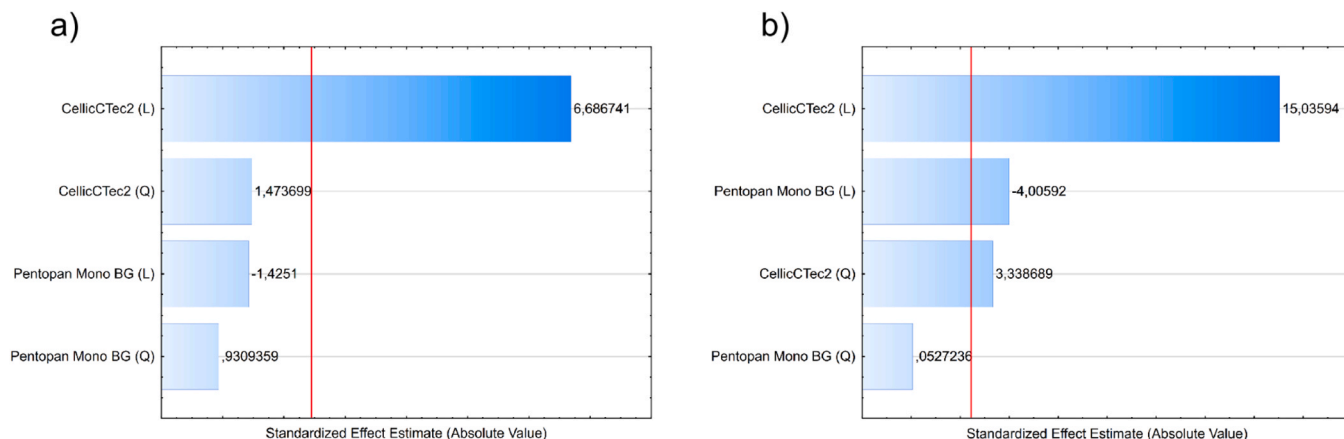 a)
CellicCTec2 (L)
6,686741
CellicCTec2 (Q)
1,473699
Pentopan Mono BG (L)
-1,4251
Pentopan Mono BG (Q)
,9309359
Standardized Effect Estimate (Absolute Value)
b)
CellicCTec2 (L)
15,03594
Pentopan Mono BG (L)
-4,00592
CellicCTec2 (Q)
3,338689
Pentopan Mono BG (Q)
,0527236
Standardized Effect Estimate (Absolute Value)